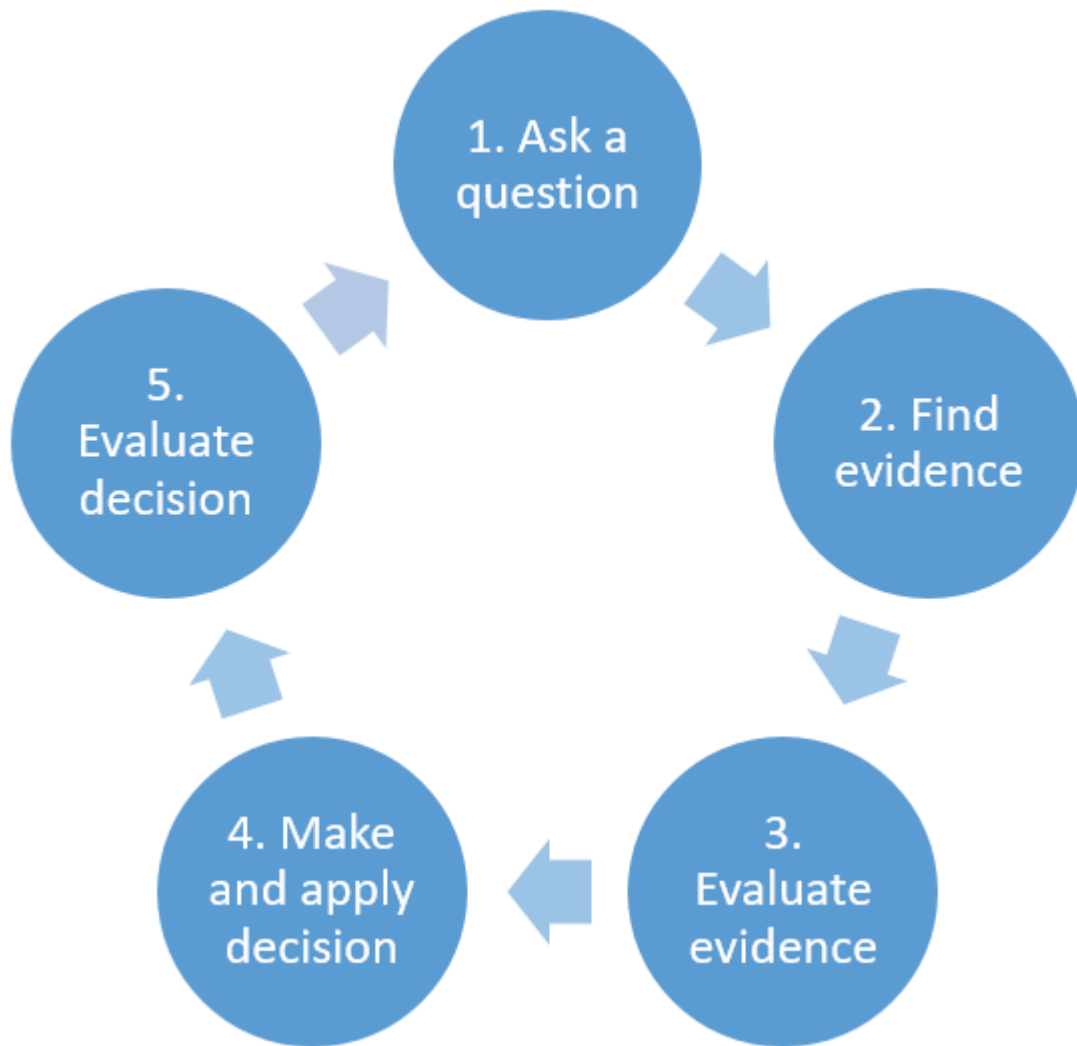 1. Ask a
question
2. Find
evidence
3.
Evaluate
evidence
4. Make
and apply
decision
5.
Evaluate
decision